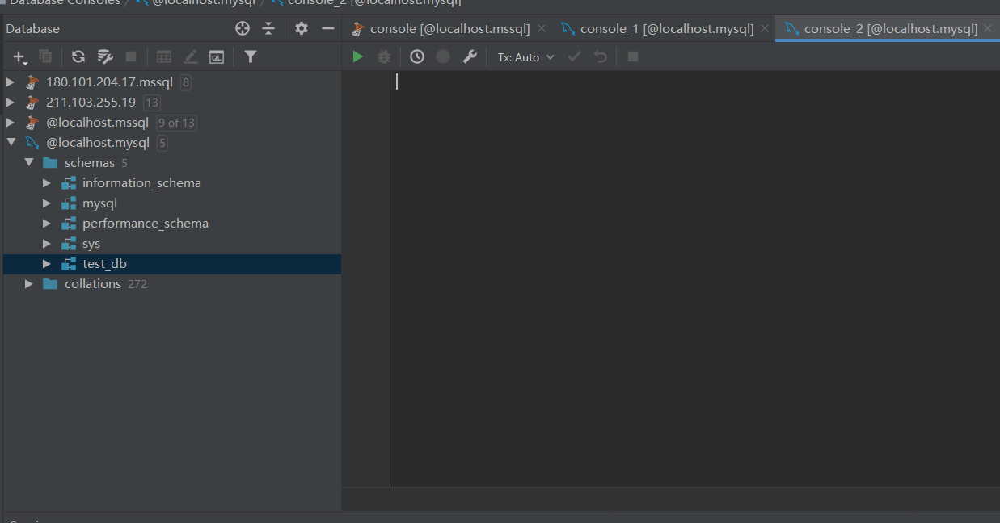 Database Consoles / @localhost.mysql / console_2 [@localhost.mysql]
Database
console [@localhost.mssql] console_1 [@localhost.mysql] console_2 [@localhost.mysql]
QL
Tx: Auto
180.101.204.17.mssql 8
211.103.255.19 13
@localhost.mssql 9 of 13
@localhost.mysql 5
schemas 5
information_schema
mysql
performance_schema
sys
test_db
collations 272